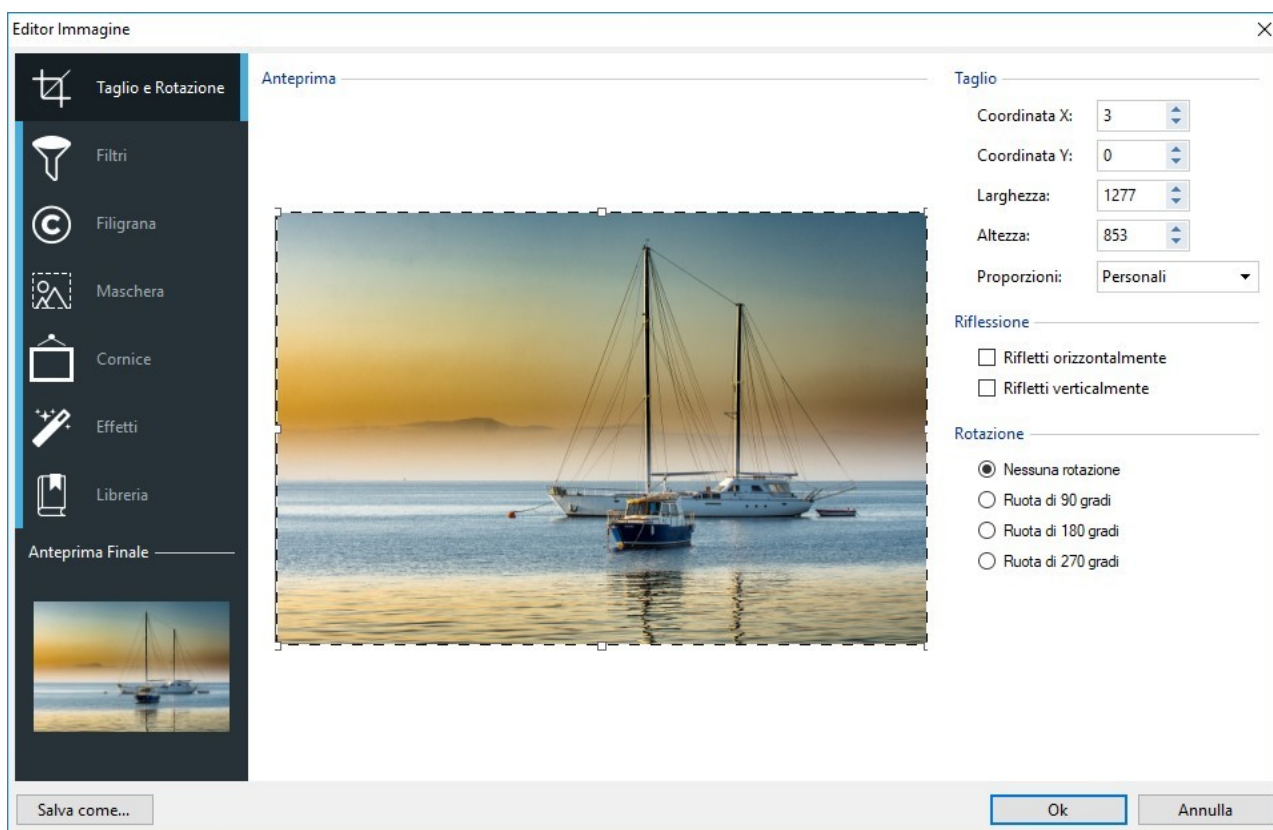 Editor Immagine
Taglio e Rotazione
Filtri
Filigrana
Maschera
Cornice
Effetti
Libreria
Anteprima Finale
Anteprima
Taglio
Coordinata X: 3
Coordinata Y: 0
Larghezza: 1277
Altezza: 853
Proporzioni: Personali
Riflessione
Rifletti orizzontalmente
Rifletti verticalmente
Rotazione
Nessuna rotazione
Ruota di 90 gradi
Ruota di 180 gradi
Ruota di 270 gradi
Salva come...
Ok
Annulla